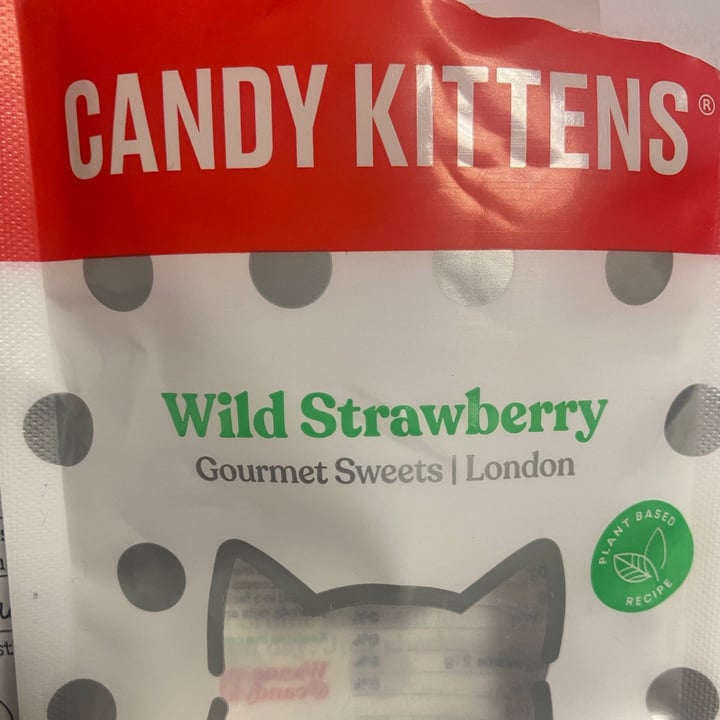 CANDY KITTENS®
Wild Strawberry
Gourmet Sweets | London
PLANT BASED
RECIPE